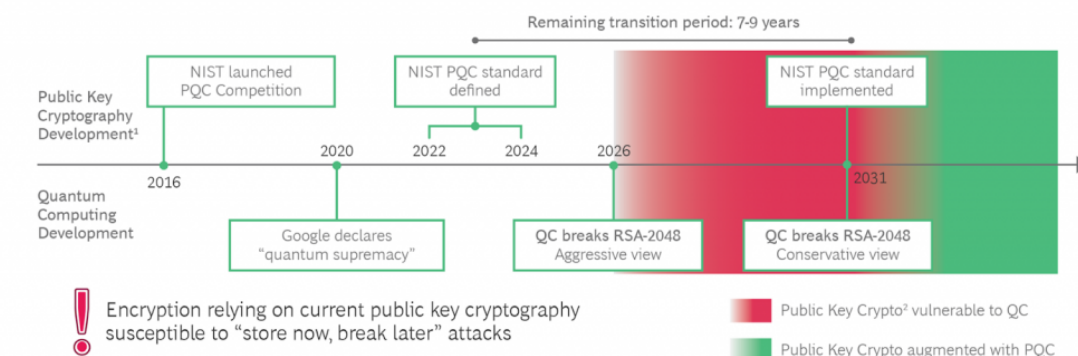 Remaining transition period: 7-9 years
NIST launched
PQC Competition
NIST PQC standard
defined
NIST PQC standard
implemented
Public Key
Cryptography
Development¹
2016
2020
2022
2024
2026
2031
Quantum
Computing
Development
Google declares
“quantum supremacy”
QC breaks RSA-2048
Aggressive view
QC breaks RSA-2048
Conservative view
Encryption relying on current public key cryptography
susceptible to “store now, break later” attacks
Public Key Crypto² vulnerable to QC
Public Key Crypto augmented with PQC